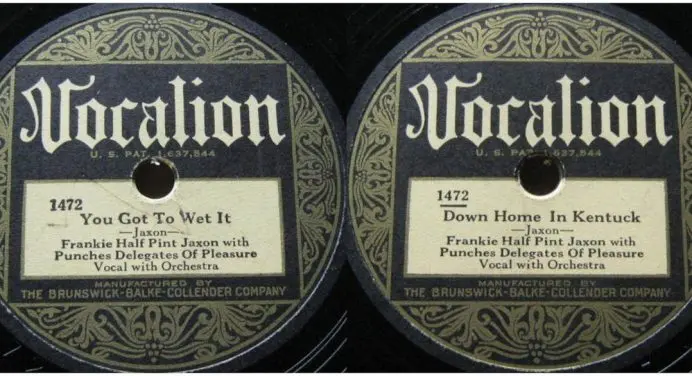 Vocalion
U. S. PAT. 1,637,544
1472
You Got To Wet It
—Jaxon—
Frankie Half Pint Jaxon with
Punches Delegates Of Pleasure
Vocal with Orchestra
MANUFACTURED BY
THE BRUNSWICK-BALKE-COLLENDER COMPANY
Vocalion
U. S. PAT. 1,637,544
1472
Down Home In Kentuck
—Jaxon—
Frankie Half Pint Jaxon with
Punches Delegates Of Pleasure
Vocal with Orchestra
MANUFACTURED BY
THE BRUNSWICK-BALKE-COLLENDER COMPANY